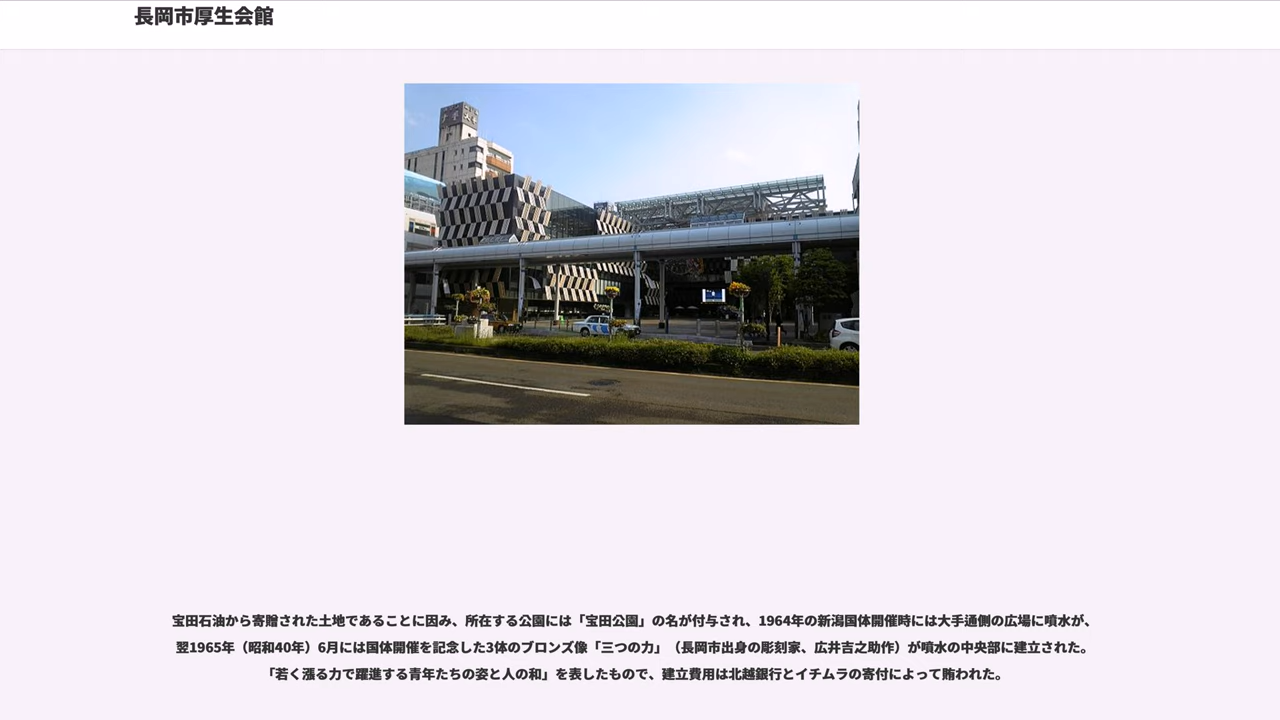 長岡市厚生会館
宝田石油から寄贈された土地であることに因み、所在する公園には「宝田公園」の名が付与され、1964年の新潟国体開催時には大手通側の広場に噴水が、
翌1965年（昭和40年）6月には国体開催を記念した3体のブロンズ像「三つの力」（長岡市出身の彫刻家、広井吉之助作）が噴水の中央部に建立された。
「若く漲る力で躍進する青年たちの姿と人の和」を表したもので、建立費用は北越銀行とイチムラの寄付によって賄われた。